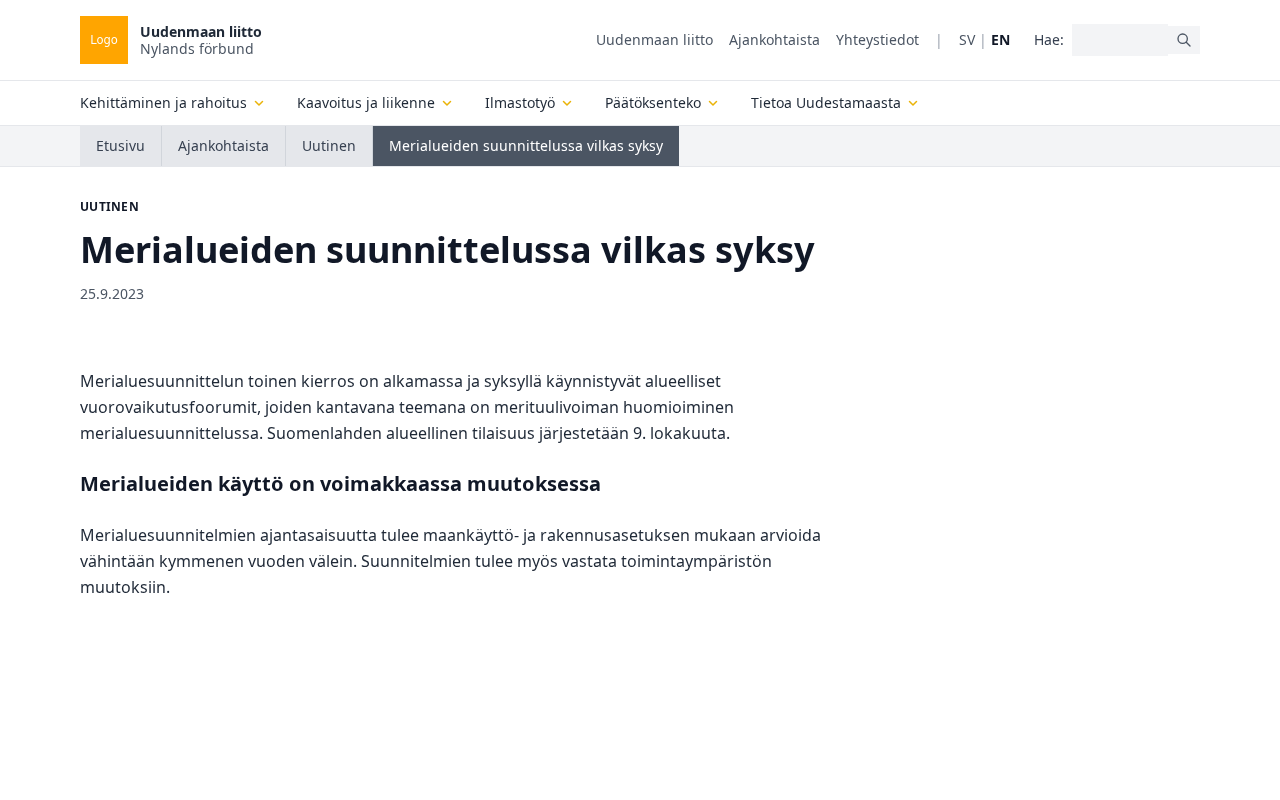 Logo
Uudenmaan liitto
Nylands förbund
Uudenmaan liitto Ajankohtaista Yhteystiedot | SV | EN Hae:
Kehittäminen ja rahoitus Kaavoitus ja liikenne Ilmastotyö Päätöksenteko Tietoa Uudestamaasta
Etusivu Ajankohtaista Uutinen Merialueiden suunnittelussa vilkas syksy
UUTINEN
Merialueiden suunnittelussa vilkas syksy
25.9.2023
Merialuesuunnittelun toinen kierros on alkamassa ja syksyllä käynnistyvät alueelliset
vuorovaikutusfoorumit, joiden kantavana teemana on merituulivoiman huomioiminen
merialuesuunnittelussa. Suomenlahden alueellinen tilaisuus järjestetään 9. lokakuuta.
Merialueiden käyttö on voimakkaassa muutoksessa
Merialuesuunnitelmien ajantasaisuutta tulee maankäyttö- ja rakennusasetuksen mukaan arvioida
vähintään kymmenen vuoden välein. Suunnitelmien tulee myös vastata toimintaympäristön
muutoksiin.